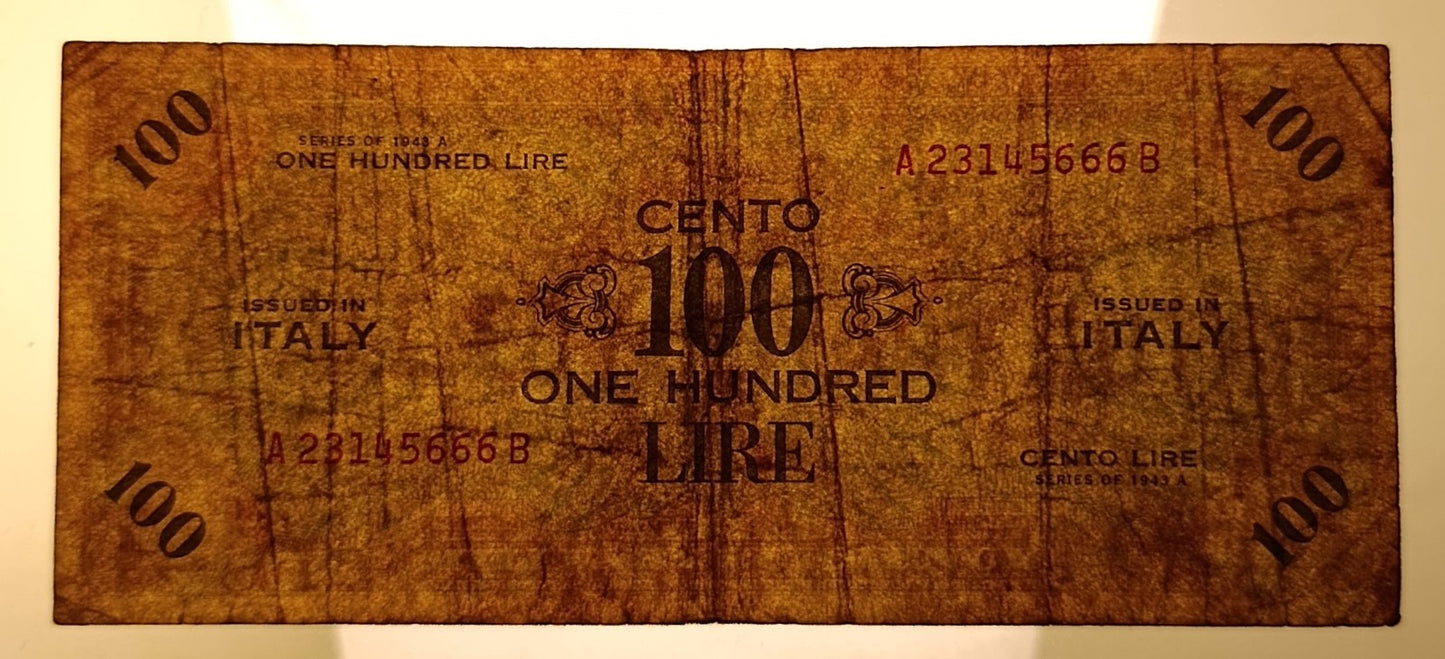 100
100
SERIES OF 1943 A
ONE HUNDRED LIRE
A 23145666 B
CENTO
100
ISSUED IN
ITALY
ISSUED IN
ITALY
ONE HUNDRED
LIRE
A 23145666 B
CENTO LIRE
SERIES OF 1943 A
100
100